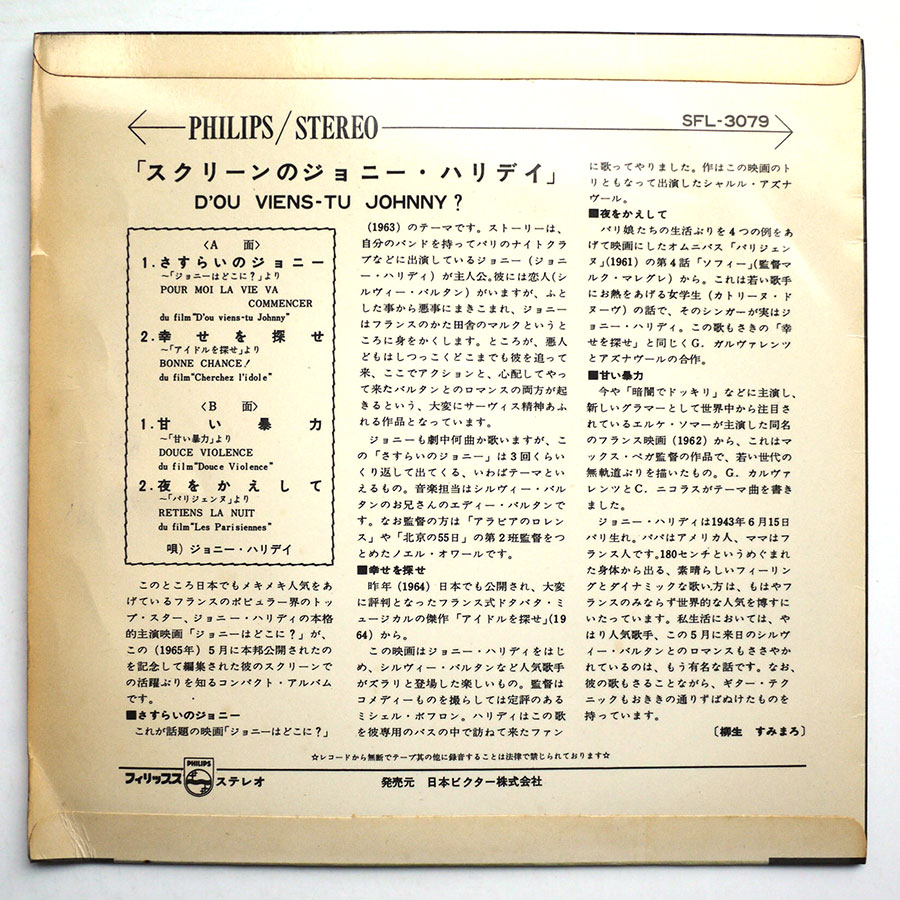 PHILIPS/STEREO
SFL-3079
「スクリーンのジョニー・ハリデイ」
D'OU VIENS-TU JOHNNY?
〈A 面〉
1.さすらいのジョニー
~「ジョニーはどこに?」より
POUR MOI LA VIE VA
COMMENCER
du film"D'ou viens-tu Johnny"
2.幸せを探せ
~「アイドルを探せ」より
BONNE CHANCE!
du film"Cherchez l'idole"
〈B 面〉
1.甘い暴力
~「甘い暴力」より
DOUCE VIOLENCE
du film"Douce Violence"
2.夜をかえして
~「パリジェンヌ」より
RETIENS LA NUIT
du film"Les Parisiennes"
唄)ジョニー・ハリデイ
このところ日本でもメキメキ人気をあ
げているフランスのポピュラー界のトッ
プ・スター、ジョニー・ハリデイの本格
的主演映画「ジョニーはどこに?」が、
この(1965年)5月に本邦公開されたの
を記念して編集された彼のスクリーンで
の活躍ぶりを知るコンパクト・アルバム
です。
■さすらいのジョニー
これが話題の映画「ジョニーはどこに?」
(1963)のテーマです。ストーリーは、
自分のバンドを持ってパリのナイトクラ
ブなどに出演しているジョニー(ジョニ
ー・ハリディ)が主人公。彼には恋人(シ
ルヴィー・バルタン)がいますが、ふと
した事から悪事にまきこまれ、ジョニー
はフランスのかた田舎のマルクというと
ころに身をかくします。ところが、悪人
どもはしつっこくどこまでも彼を追って
来、ここでアクションと、心配してやっ
て来たバルタンとのロマンスの両方が起
きるという、大変にサーヴィス精神あふ
れる作品となっています。
ジョニーも劇中何曲か歌いますが、こ
の「さすらいのジョニー」は3回くらい
くり返して出てくる、いわばテーマとい
えるもの。音楽担当はシルヴィー・バル
タンのお兄さんのエディー・バルタンで
す。なお監督の方は「アラビアのロレン
ス」や「北京の55日」の第2班監督をつ
とめたノエル・オワールです。
■幸せを探せ
昨年(1964)日本でも公開され、大変
に評判となったフランス式ドタバタ・ミ
ュージカルの傑作「アイドルを探せ」(19
64)から。
この映画はジョニー・ハリディをはじ
め、シルヴィー・バルタンなど人気歌手
がズラリと登場した楽しいもの。監督は
コメディーものを撮らしては定評のある
ミシェル・ボフロン。ハリディはこの歌
を彼専用のバスの中で訪ねて来たファン
に歌ってやりました。作はこの映画のト
リともなって出演したシャルル・アズナ
ヴール。
■夜をかえして
パリ娘たちの生活ぶりを4つの例をあ
げて映画にしたオムニバス「パリジェン
ヌ」(1961)の第4話「ソフィー」(監督マ
ルク・マレグレ)から。これは若い歌手
にお熱をあげる女学生(カトリーヌ・ド
ヌーヴ)の話で、そのシンガーが実はジ
ョニー・ハリディ。この歌もさきの「幸
せを探せ」と同じくG.ガルヴァレンツ
とアズナヴールの合作。
■甘い暴力
今や「暗闇でドッキリ」などに主演し、
新しいグラマーとして世界中から注目さ
れているエルケ・ソマーが主演した同名
のフランス映画(1962)から、これはマ
ックス・ペガ監督の作品で、若い世代の
無軌道ぶりを描いたもの。G.ガルヴァ
レンツとC.ニコラスがテーマ曲を書き
ました。
ジョニー・ハリディは1943年6月15日
パリ生れ。パパはアメリカ人、ママはフ
ランス人です。180センチというめぐまれ
た身体から出る、素晴らしいフィーリン
グとダイナミックな歌い方は、もはやフ
ランスのみならず世界的な人気を博すに
いたっています。私生活においては、や
はり人気歌手、この5月に来日のシルヴ
ィー・バルタンとのロマンスもささやか
れているのは、もう有名な話です。なお、
彼の歌もさることながら、ギター・テク
ニックもおききの通りずばぬけたものを
持っています。
〔柳生 すみまろ〕
☆レコードから無断でテープ其の他に録音することは法律で禁じられております☆
フィリップス PHILIPS ステレオ
発売元 日本ビクター株式会社